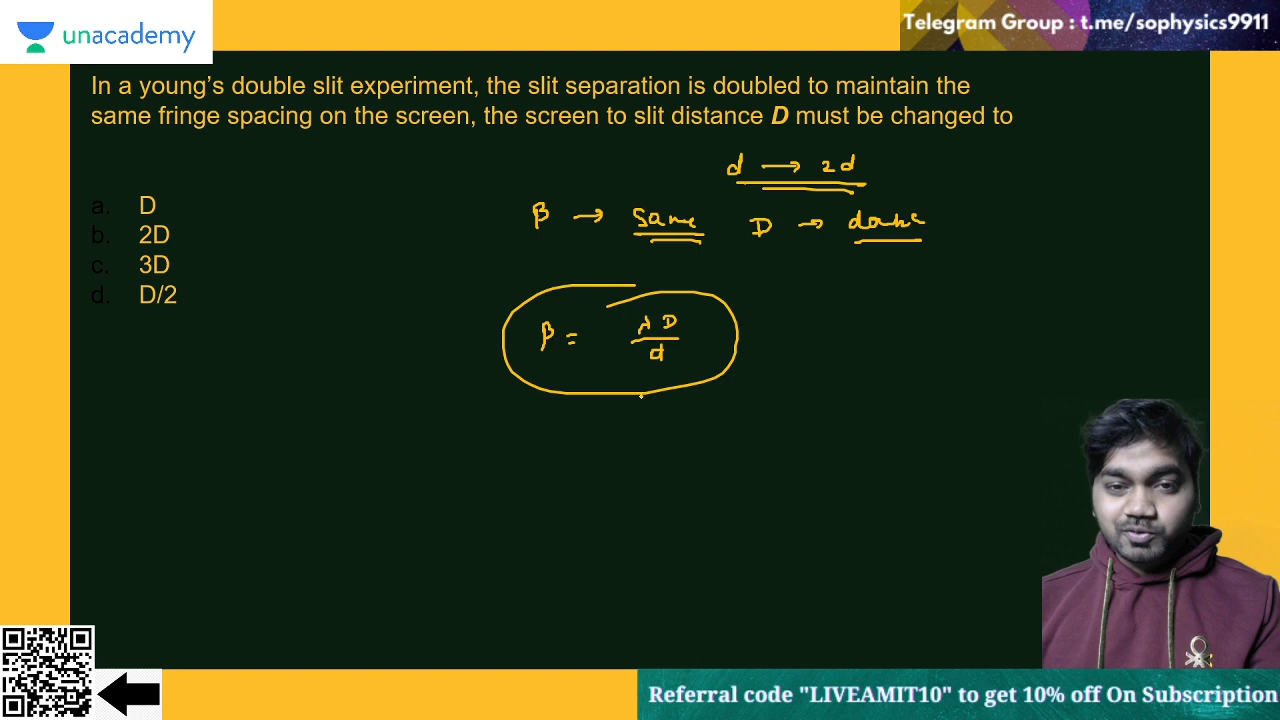 unacademy
Telegram Group : t.me/sophysics9911
In a young's double slit experiment, the slit separation is doubled to maintain the
same fringe spacing on the screen, the screen to slit distance D must be changed to
d → 2d
β → same D →
a. D
b. 2D
c. 3D
d. D/2
β = λD/d
Referral code "LIVEAMIT10" to get 10% off On Subscription